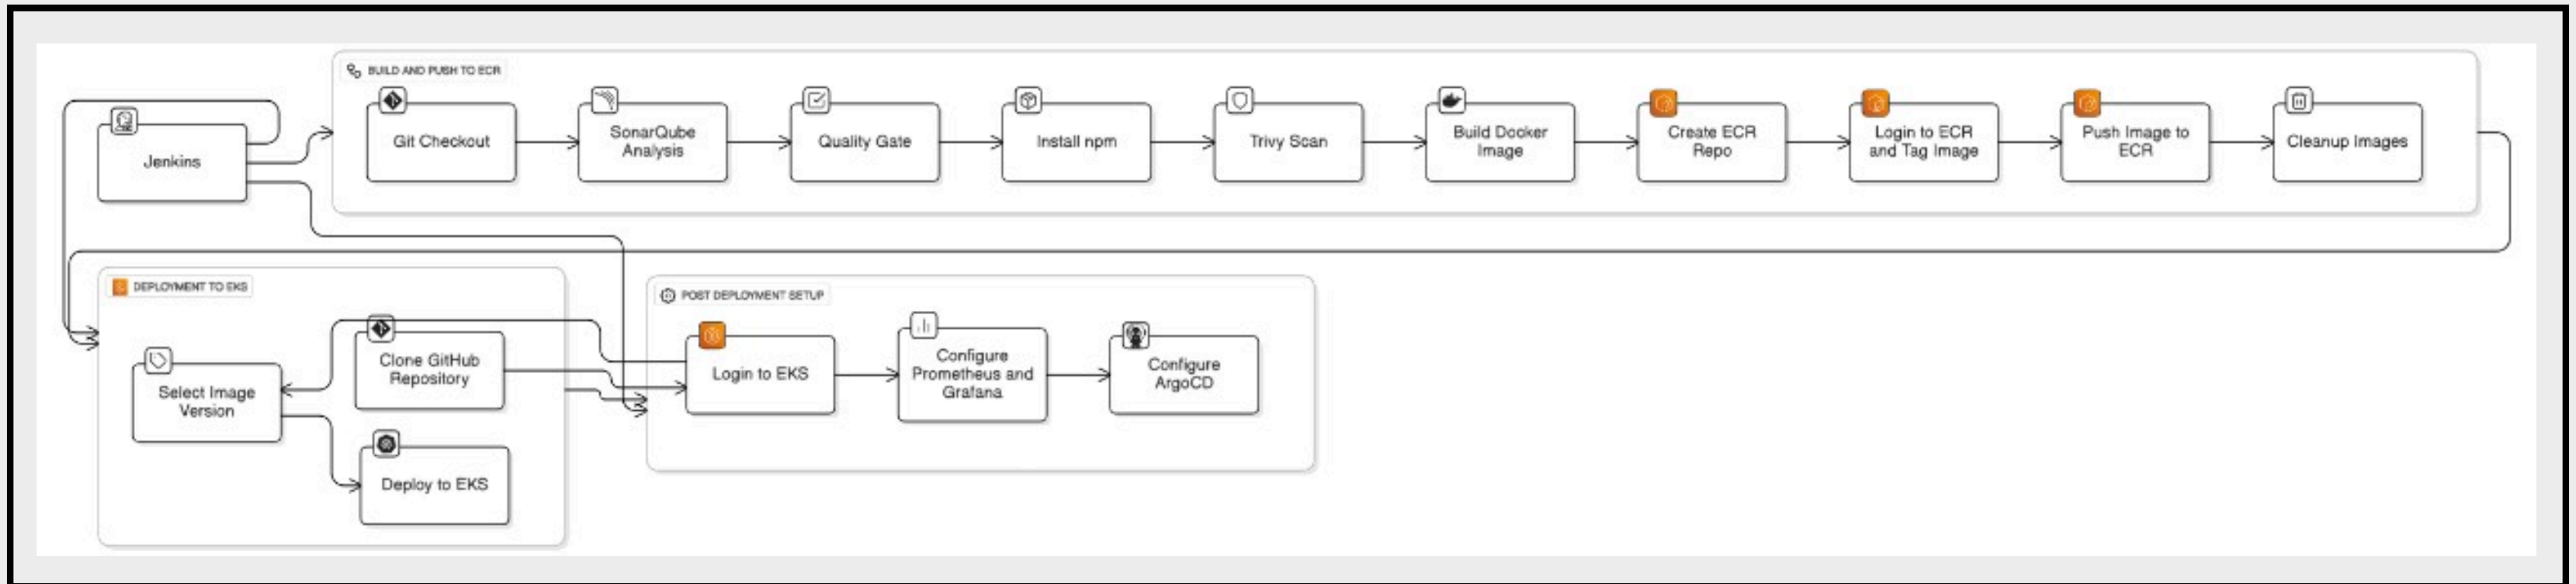 BUILD AND PUSH TO ECR
Jenkins
Git Checkout
SonarQube
Analysis
Quality Gate
Install npm
Trivy Scan
Build Docker
Image
Create ECR
Repo
Login to ECR
and Tag Image
Push Image to
ECR
Cleanup Images
DEPLOYMENT TO EKS
Select Image
Version
Clone GitHub
Repository
Deploy to EKS
POST DEPLOYMENT SETUP
Login to EKS
Configure
Prometheus and
Grafana
Configure
ArgoCD